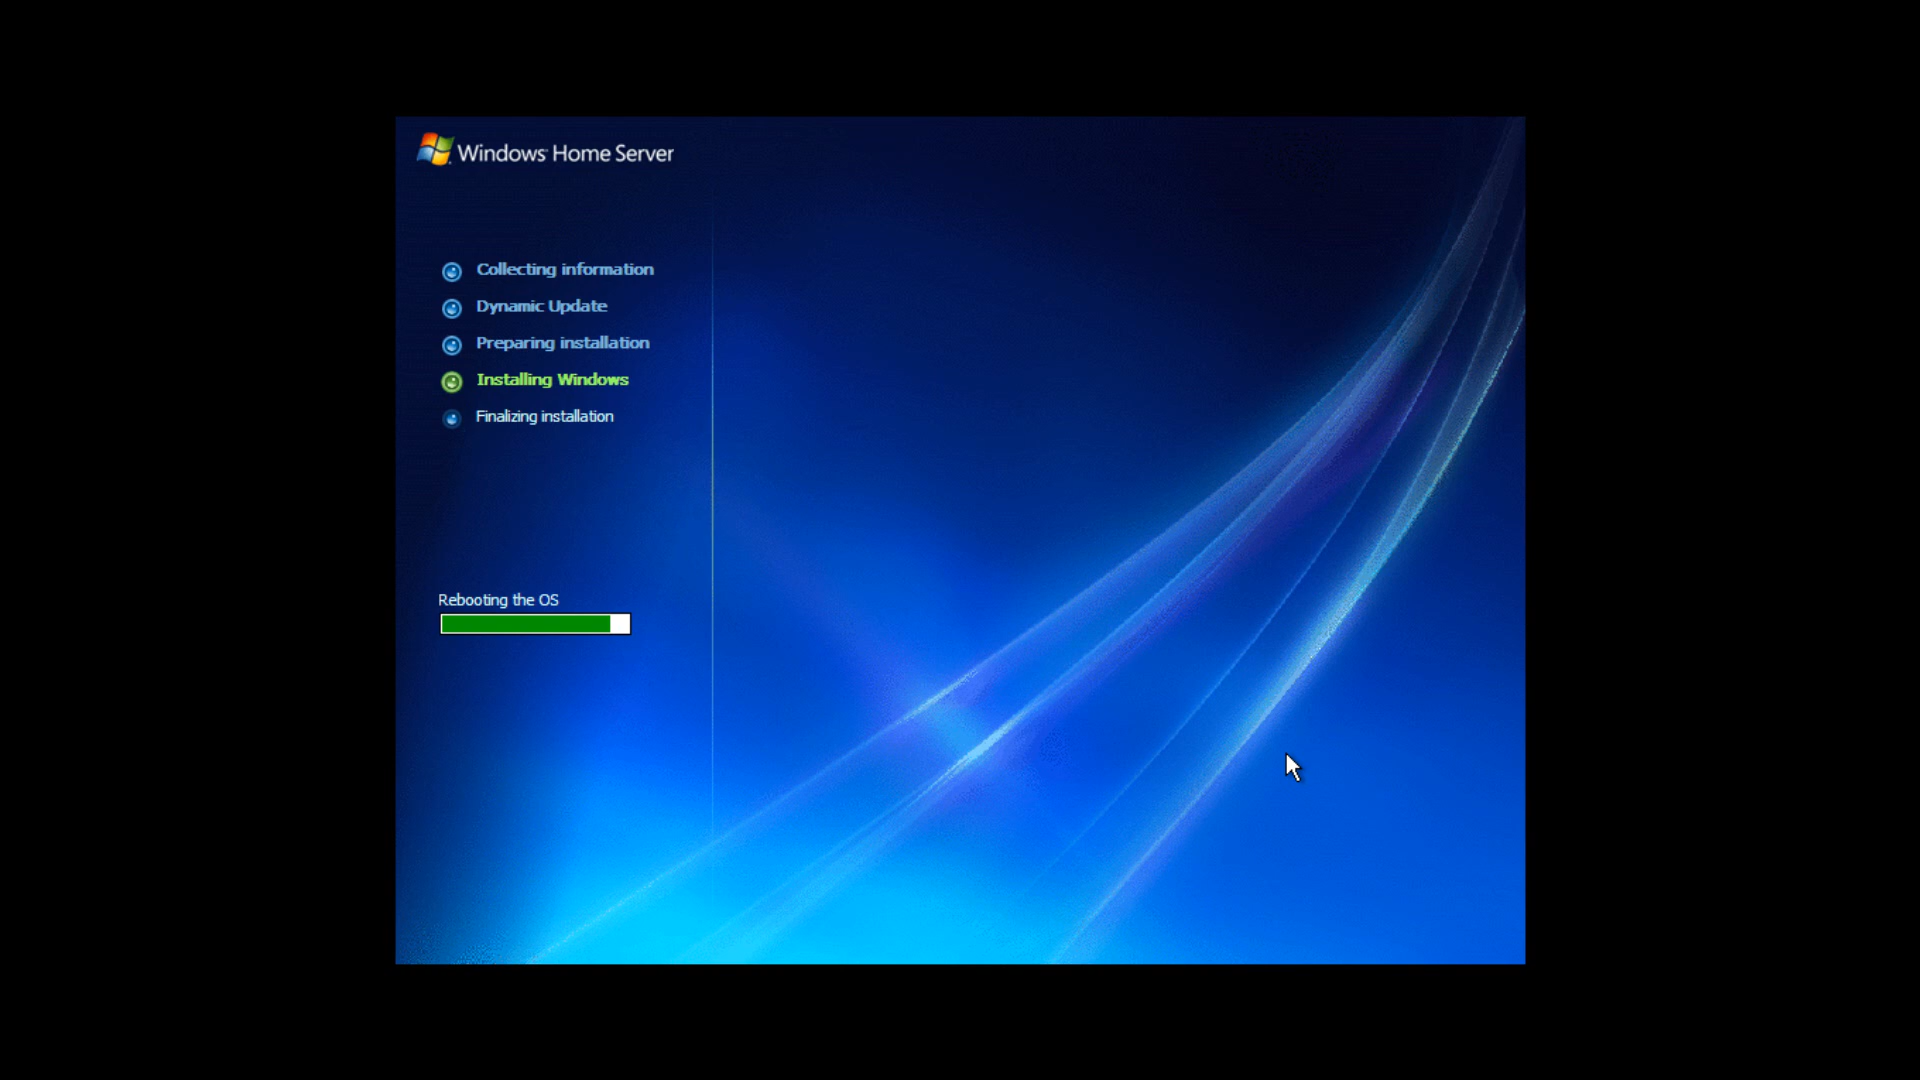 Windows Home Server
Collecting information
Dynamic Update
Preparing installation
Installing Windows
Finalizing installation
Rebooting the OS